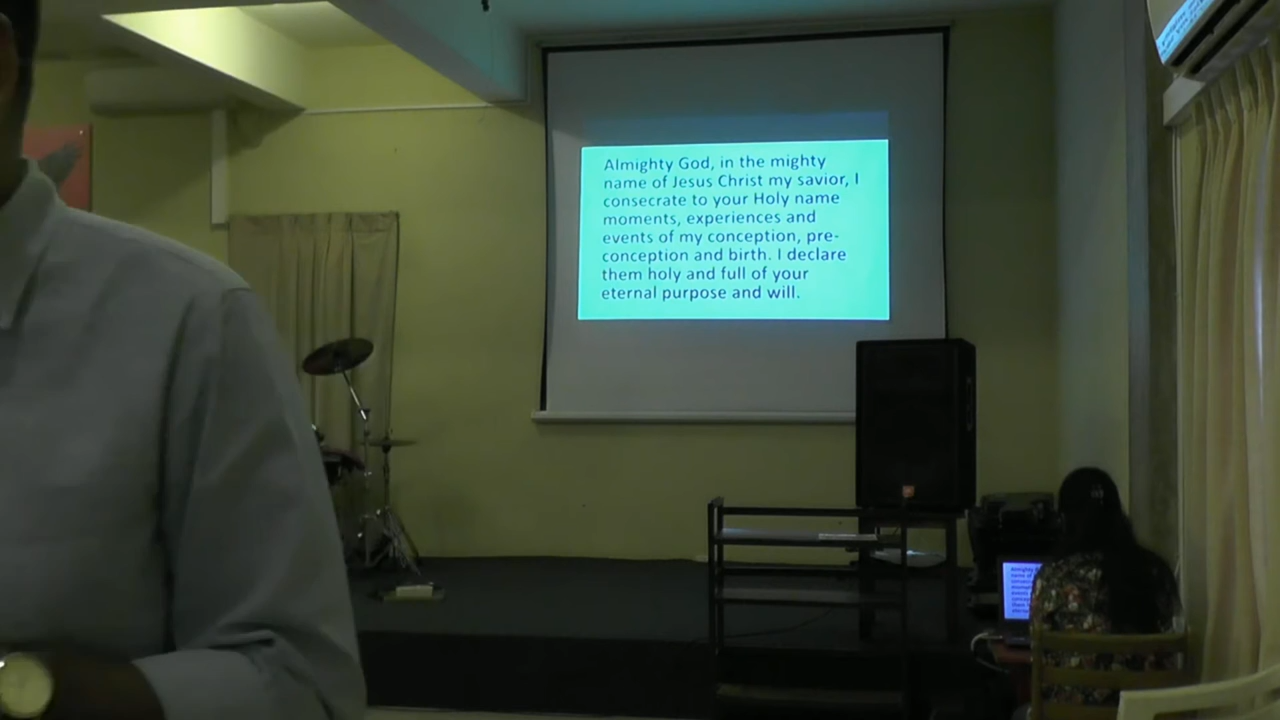 Almighty God, in the mighty
name of Jesus Christ my savior, I
consecrate to your Holy name
moments, experiences and
events of my conception, pre-
conception and birth. I declare
them holy and full of your
eternal purpose and will.